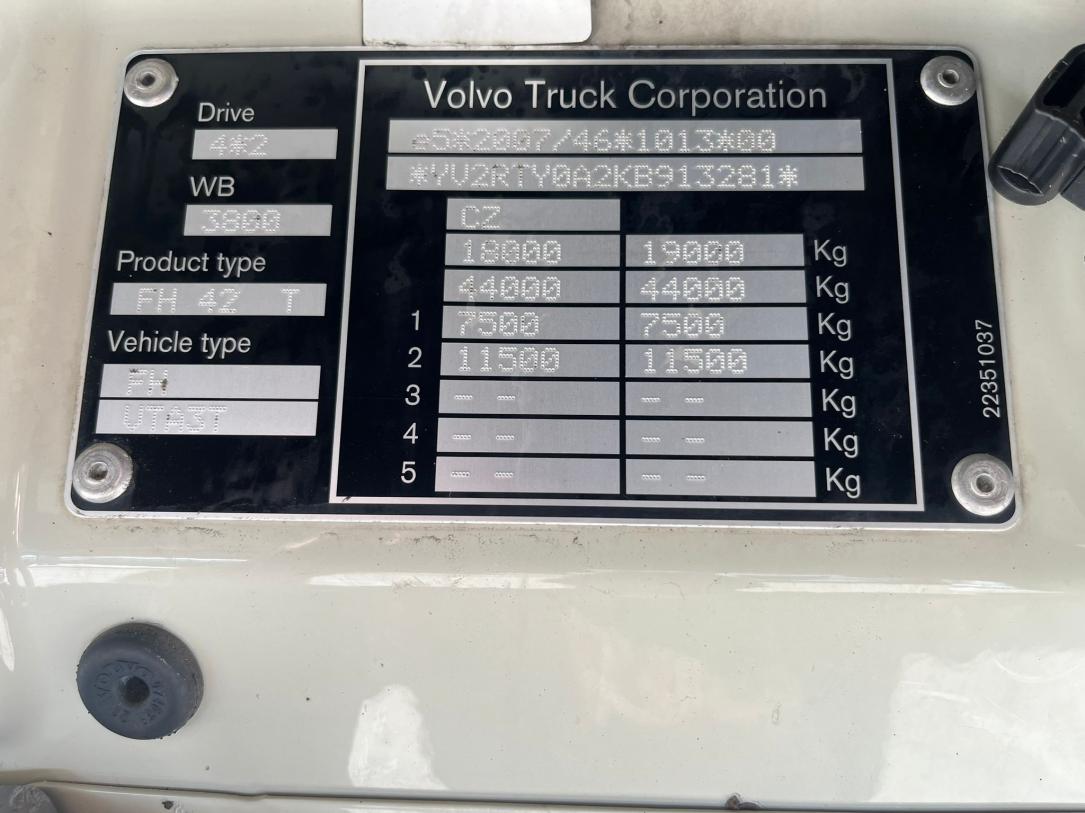 Volvo Truck Corporation
Drive
4*2
WB
3800
Product type
FH 42 T
Vehicle type
FH
VTA3T
e5*2007/46*1013*00
*YV2RTY0A2KB913281*
CZ
18000 19000 Kg
44000 44000 Kg
1 7500 7500 Kg
2 11500 11500 Kg
3 -- -- -- -- Kg
4 -- -- -- -- Kg
5 -- -- -- -- Kg
22351037